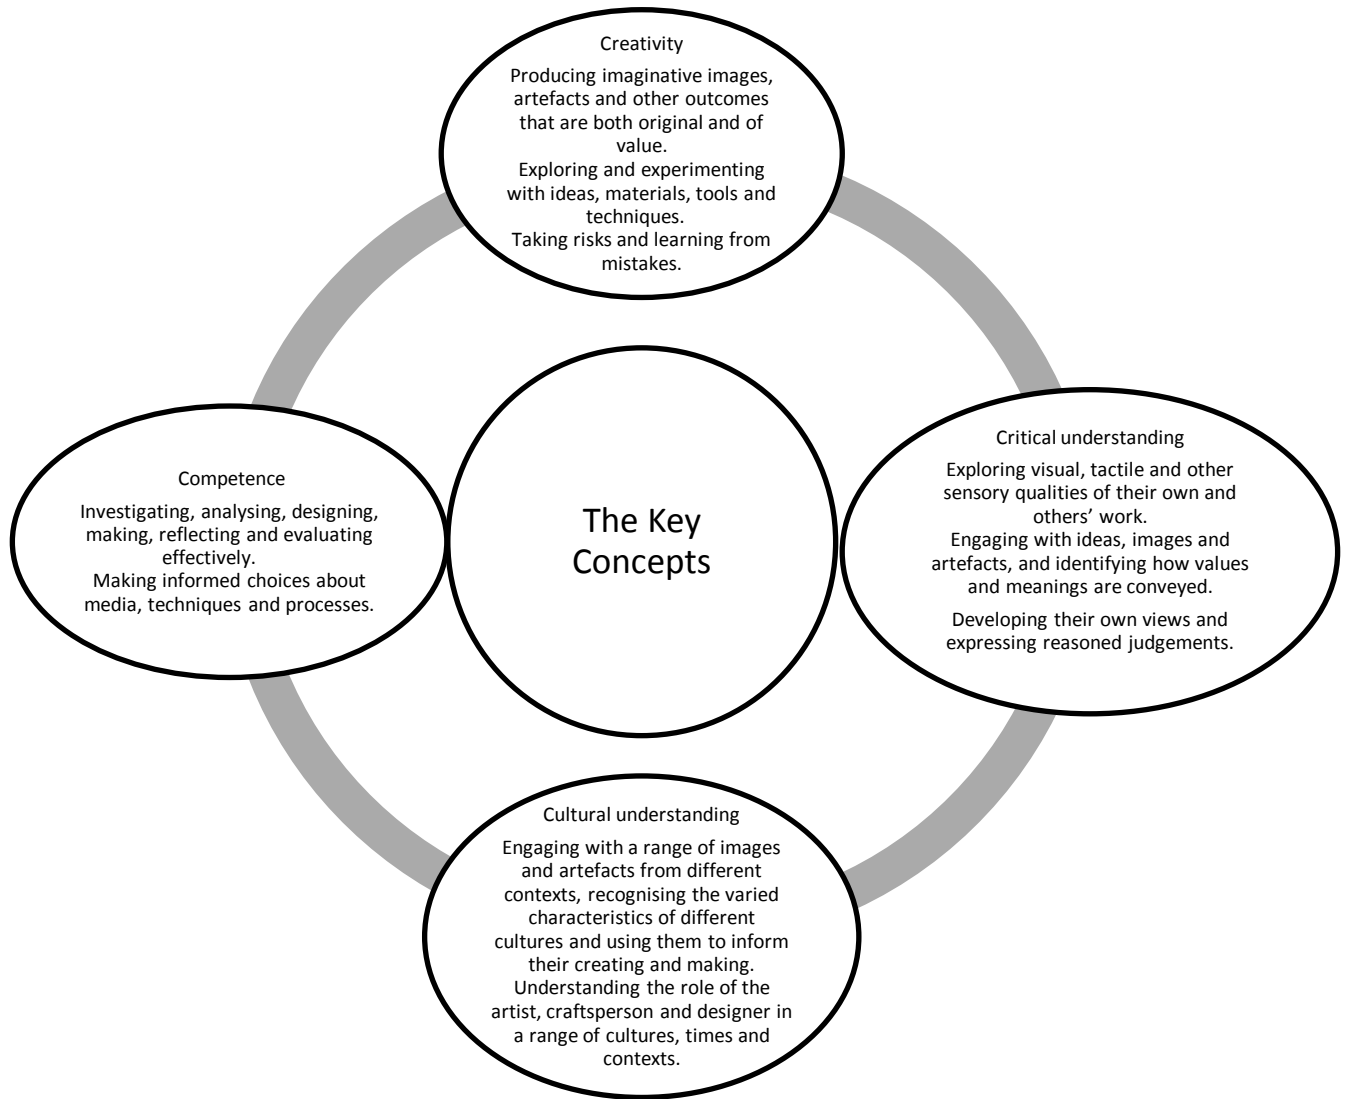 Creativity
Producing imaginative images,
artefacts and other outcomes
that are both original and of
value.
Exploring and experimenting
with ideas, materials, tools and
techniques.
Taking risks and learning from
mistakes.
The Key
Concepts
Critical understanding
Exploring visual, tactile and other
sensory qualities of their own and
others’ work.
Engaging with ideas, images and
artefacts, and identifying how values
and meanings are conveyed.
Developing their own views and
expressing reasoned judgements.
Cultural understanding
Engaging with a range of images
and artefacts from different
contexts, recognising the varied
characteristics of different
cultures and using them to inform
their creating and making.
Understanding the role of the
artist, craftsperson and designer in
a range of cultures, times and
contexts.
Competence
Investigating, analysing, designing,
making, reflecting and evaluating
effectively.
Making informed choices about
media, techniques and processes.